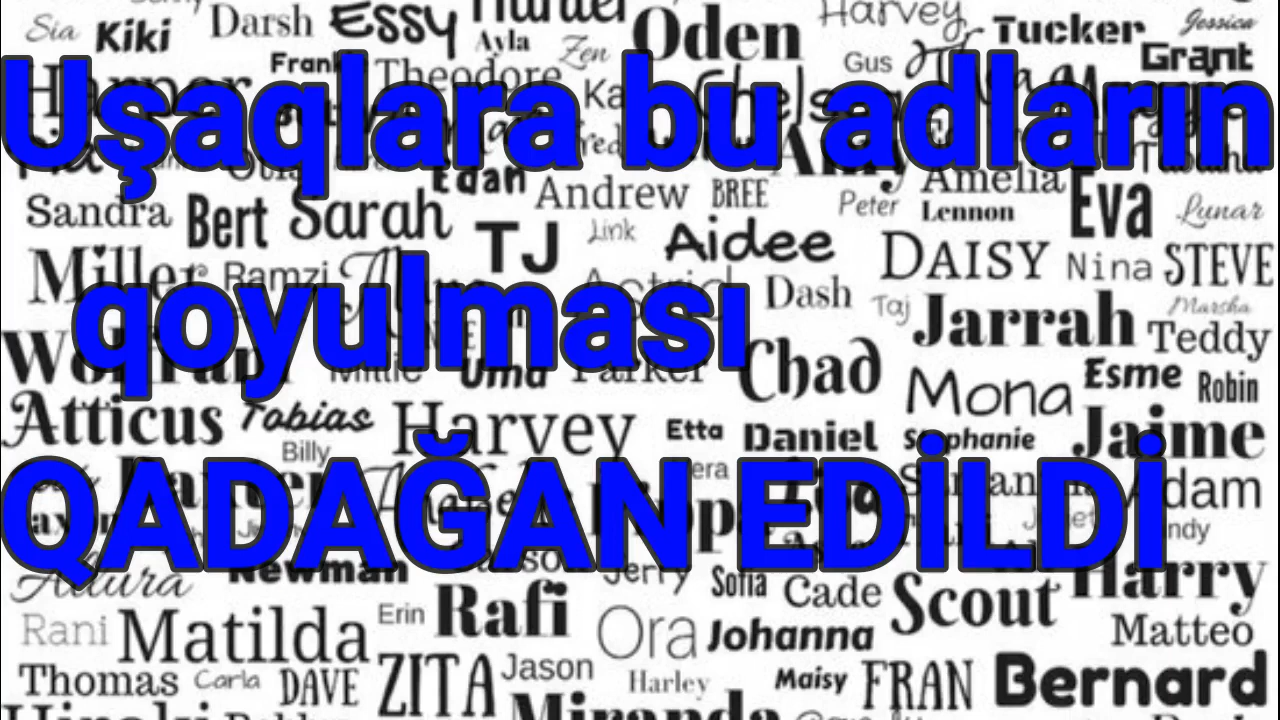 Sia Kiki Darsh Essy Harvey Tucker Jessica
Ayla Zen Oden Gus Grant
Theodore
Uşaqlara bu adların
Edan Andrew BREE Peter Amelia Lennon Eva Lunar
Sandra Bert Sarah TJ Link Aidee DAISY Nina STEVE
Miller Ramzi Astrid Dash Taj Jarrah Marsha Teddy
qoyulması
Millie Uma Parker Chad Mona Esme Robin
Atticus Tobias Harvey Etta Daniel Stephanie Jaime
Billy Adam
QADAĞAN EDİLDİ
Newman Jerry Sofia Cade Scout Harry
Rani Matilda Erin Rafi Ora Johanna Matteo
Thomas Carla DAVE ZITA Jason Harley Maisy FRAN Bernard
Miranda